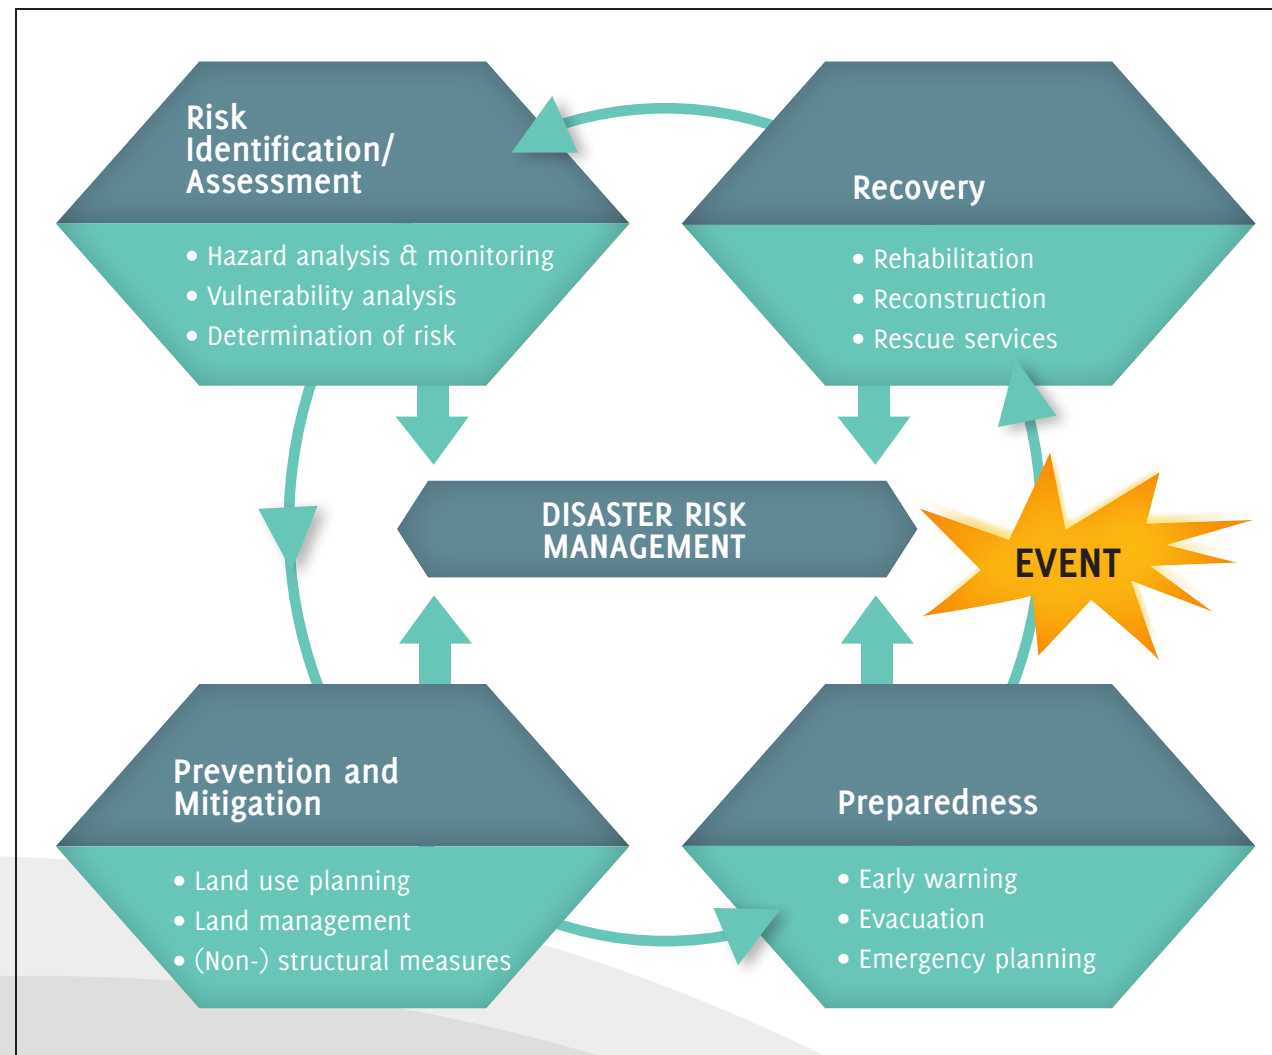 Risk
Identification/
Assessment
• Hazard analysis & monitoring
• Vulnerability analysis
• Determination of risk
Recovery
• Rehabilitation
• Reconstruction
• Rescue services
DISASTER RISK
MANAGEMENT
EVENT
Prevention and
Mitigation
• Land use planning
• Land management
• (Non-) structural measures
Preparedness
• Early warning
• Evacuation
• Emergency planning